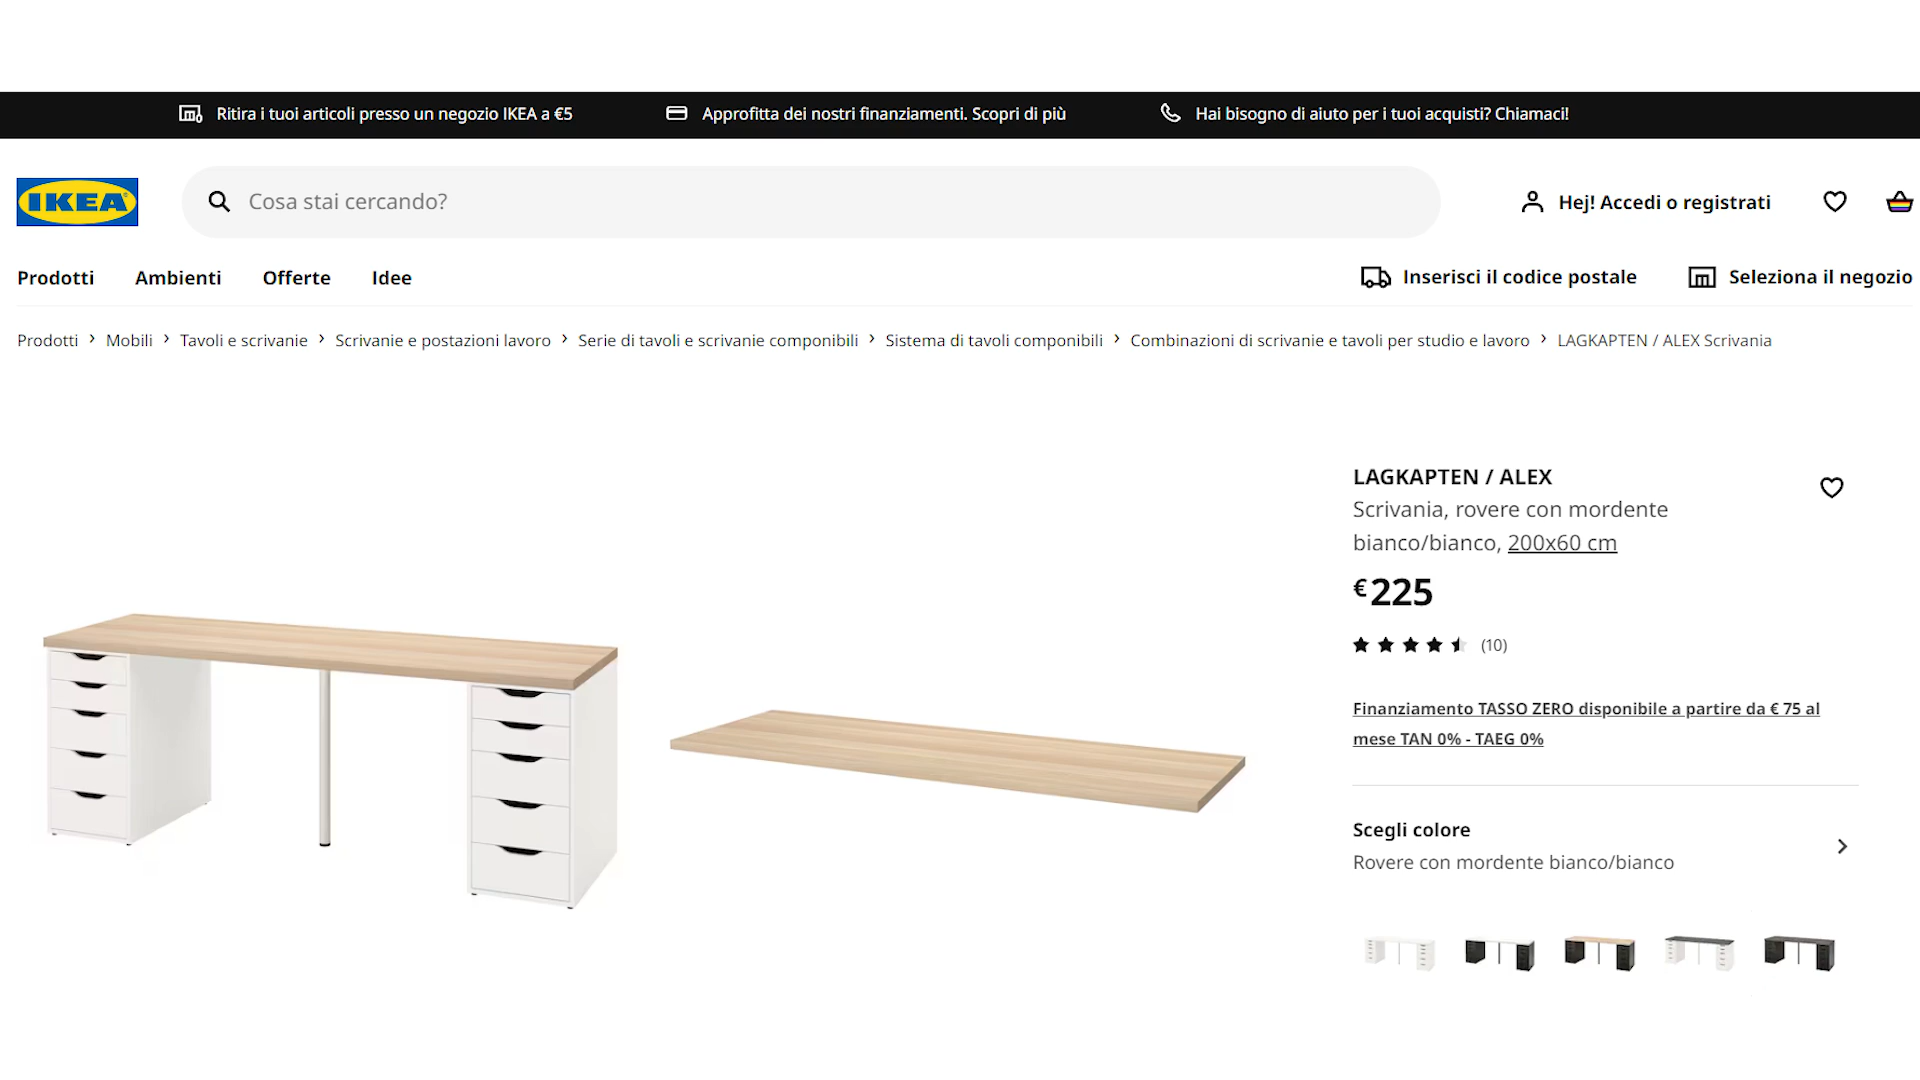 Ritira i tuoi articoli presso un negozio IKEA a €5
Approfitta dei nostri finanziamenti. Scopri di più
Hai bisogno di aiuto per i tuoi acquisti? Chiamaci!
IKEA
Cosa stai cercando?
Hej! Accedi o registrati
Prodotti
Ambienti
Offerte
Idee
Inserisci il codice postale
Seleziona il negozio
Prodotti › Mobili › Tavoli e scrivanie › Scrivanie e postazioni lavoro › Serie di tavoli e scrivanie componibili › Sistema di tavoli componibili › Combinazioni di scrivanie e tavoli per studio e lavoro › LAGKAPTEN / ALEX Scrivania
LAGKAPTEN / ALEX
Scrivania, rovere con mordente
bianco/bianco, 200x60 cm
€225
(10)
Finanziamento TASSO ZERO disponibile a partire da € 75 al
mese TAN 0% - TAEG 0%
Scegli colore
Rovere con mordente bianco/bianco